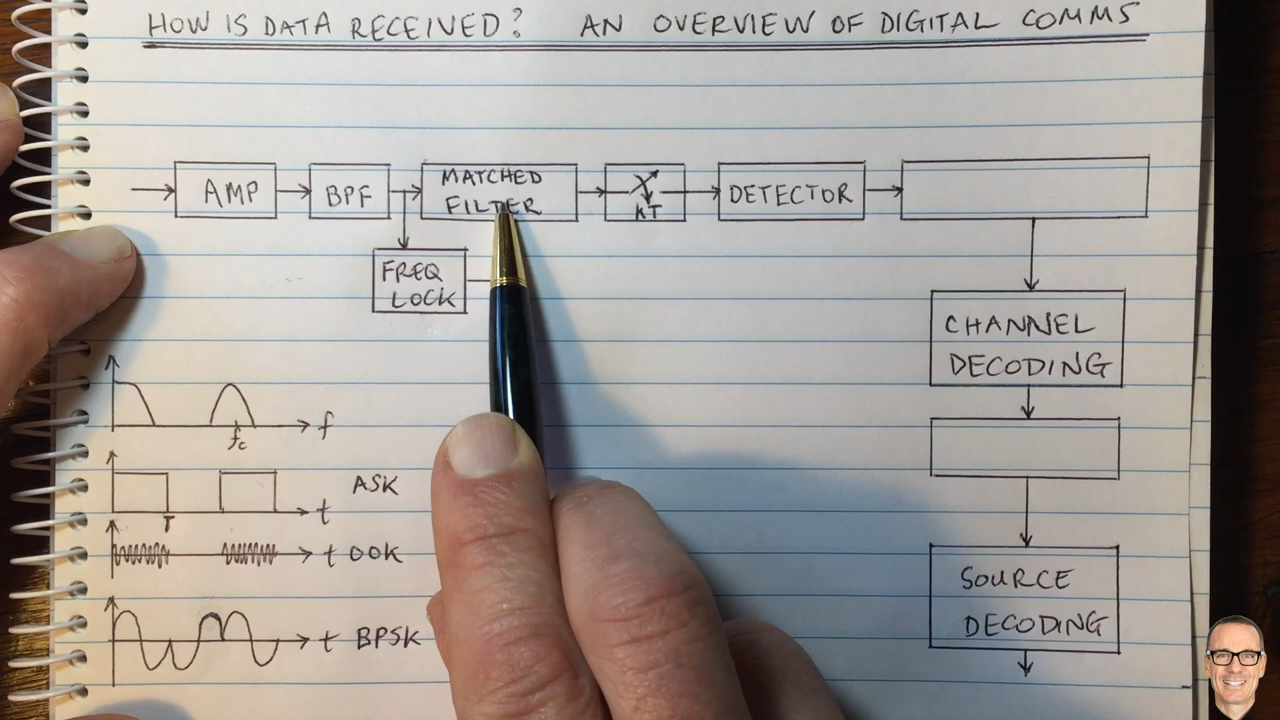 HOW IS DATA RECEIVED? AN OVERVIEW OF DIGITAL COMMS
AMP
BPF
MATCHED
FILTER
KT
DETECTOR
FREQ
LOCK
CHANNEL
DECODING
SOURCE
DECODING
f
fc
ASK
t
T
t OOK
t BPSK